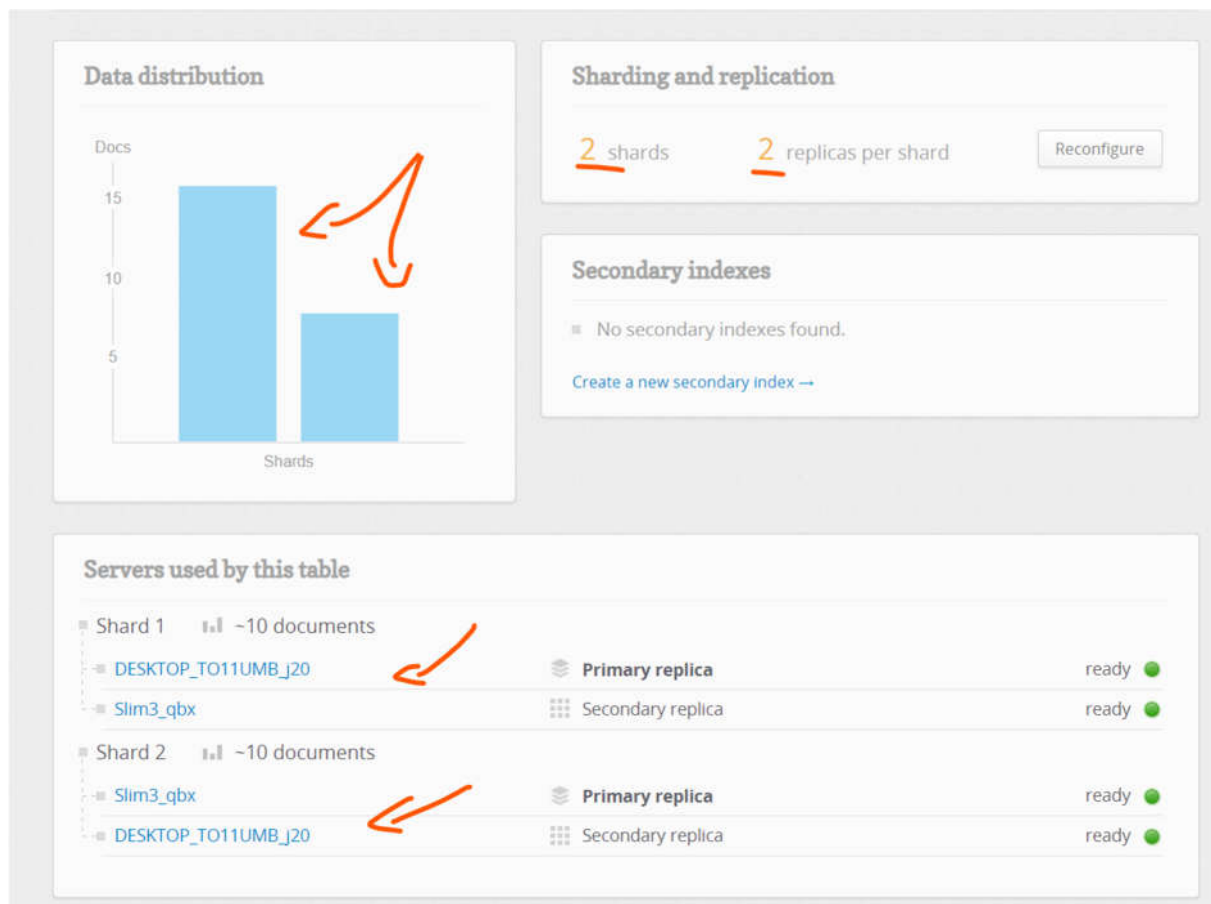 Data distribution
Docs
15
10
5
Shards
Sharding and replication
2 shards 2 replicas per shard Reconfigure
Secondary indexes
No secondary indexes found.
Create a new secondary index →
Servers used by this table
Shard 1 ~10 documents
DESKTOP_TO11UMB_j20 Primary replica ready
Slim3_qbx Secondary replica ready
Shard 2 ~10 documents
Slim3_qbx Primary replica ready
DESKTOP_TO11UMB_j20 Secondary replica ready